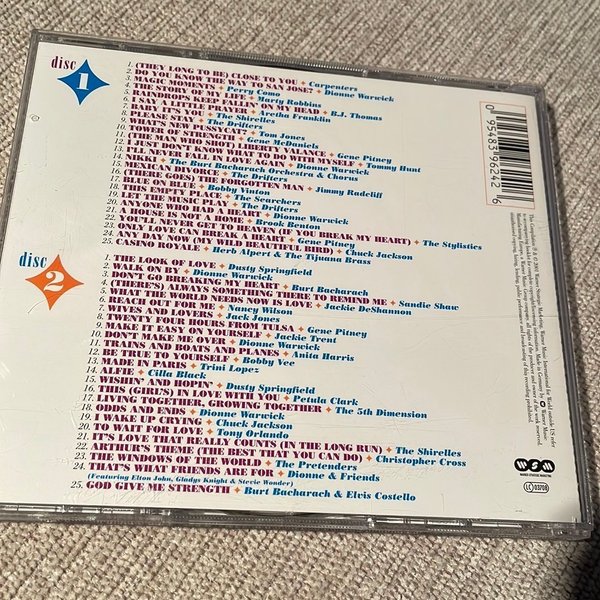 disc
1
1. (THEY LONG TO BE) CLOSE TO YOU ✦ Carpenters
2. DO YOU KNOW THE WAY TO SAN JOSE? ✦ Dionne Warwick
3. MAGIC MOMENTS ✦ Perry Como
4. THE STORY OF MY LIFE ✦ Marty Robbins
5. RAINDROPS KEEP FALLIN' ON MY HEAD ✦ B.J. Thomas
6. I SAY A LITTLE PRAYER ✦ Aretha Franklin
7. BABY IT'S YOU ✦ The Shirelles
8. PLEASE STAY ✦ The Drifters
9. WHAT'S NEW PUSSYCAT? ✦ Tom Jones
10. TOWER OF STRENGTH ✦ Gene McDaniels
11. (THE MAN WHO SHOT) LIBERTY VALANCE ✦ Gene Pitney
12. I JUST DON'T KNOW WHAT TO DO WITH MYSELF ✦ Tommy Hunt
13. I'LL NEVER FALL IN LOVE AGAIN ✦ Dionne Warwick
14. NIKKI ✦ The Burt Bacharach Orchestra & Chorus
15. MEXICAN DIVORCE ✦ The Drifters
16. (THERE GOES) THE FORGOTTEN MAN ✦ Jimmy Radcliff
17. BLUE ON BLUE ✦ Bobby Vinton
18. THIS EMPTY PLACE ✦ The Searchers
19. LET THE MUSIC PLAY ✦ The Drifters
20. ANYONE WHO HAD A HEART ✦ Dionne Warwick
21. A HOUSE IS NOT A HOME ✦ Brook Benton
22. YOU'LL NEVER GET TO HEAVEN (IF YOU BREAK MY HEART) ✦ The Stylistics
23. ONLY LOVE CAN BREAK A HEART ✦ Gene Pitney
24. ANY DAY NOW (MY WILD BEAUTIFUL BIRD) ✦ Chuck Jackson
25. CASINO ROYALE ✦ Herb Alpert & The Tijuana Brass
disc
2
1. THE LOOK OF LOVE ✦ Dusty Springfield
2. WALK ON BY ✦ Dionne Warwick
3. DON'T GO BREAKING MY HEART ✦ Burt Bacharach
4. (THERE'S) ALWAYS SOMETHING THERE TO REMIND ME ✦ Sandie Shaw
5. WHAT THE WORLD NEEDS NOW IS LOVE ✦ Jackie DeShannon
6. REACH OUT FOR ME ✦ Nancy Wilson
7. WIVES AND LOVERS ✦ Jack Jones
8. TWENTY FOUR HOURS FROM TULSA ✦ Gene Pitney
9. MAKE IT EASY ON YOURSELF ✦ Jackie Trent
10. DON'T MAKE ME OVER ✦ Dionne Warwick
11. TRAINS AND BOATS AND PLANES ✦ Anita Harris
12. BE TRUE TO YOURSELF ✦ Bobby Vee
13. MADE IN PARIS ✦ Trini Lopez
14. ALFIE ✦ Cilla Black
15. WISHIN' AND HOPIN' ✦ Dusty Springfield
16. THIS (GIRL'S) IN LOVE WITH YOU ✦ Petula Clark
17. LIVING TOGETHER, GROWING TOGETHER ✦ The 5th Dimension
18. ODDS AND ENDS ✦ Dionne Warwick
19. I WAKE UP CRYING ✦ Chuck Jackson
20. TO WAIT FOR LOVE ✦ Tony Orlando
21. IT'S LOVE THAT REALLY COUNTS (IN THE LONG RUN) ✦ The Shirelles
22. ARTHUR'S THEME (THE BEST THAT YOU CAN DO) ✦ Christopher Cross
23. THE WINDOWS OF THE WORLD ✦ The Pretenders
24. THAT'S WHAT FRIENDS ARE FOR ✦ Dionne & Friends
(Featuring Elton John, Gladys Knight & Stevie Wonder)
25. GOD GIVE ME STRENGTH ✦ Burt Bacharach & Elvis Costello
0 95483 96242 6
WSM
WARNER STRATEGIC MARKETING
LC 03708